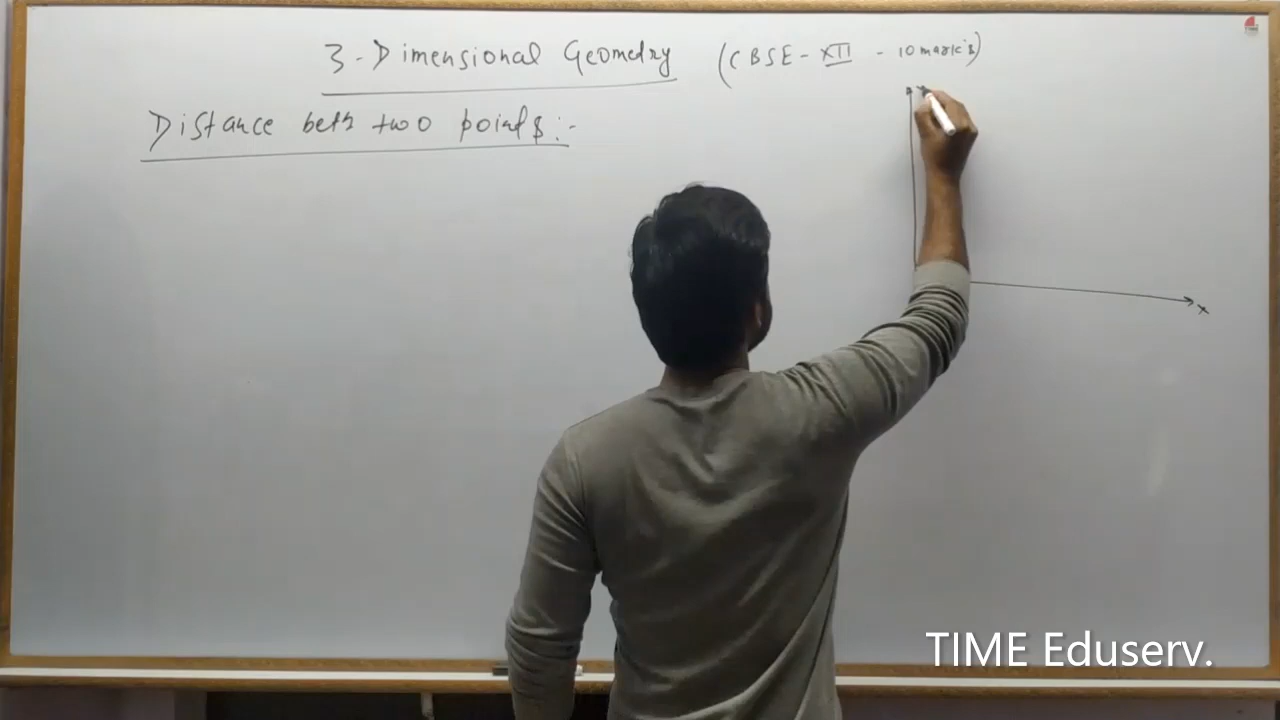 3-Dimensional Geometry (CBSE - XII - 10 marks)
Distance betn two points:-
x
TIME Eduserv.